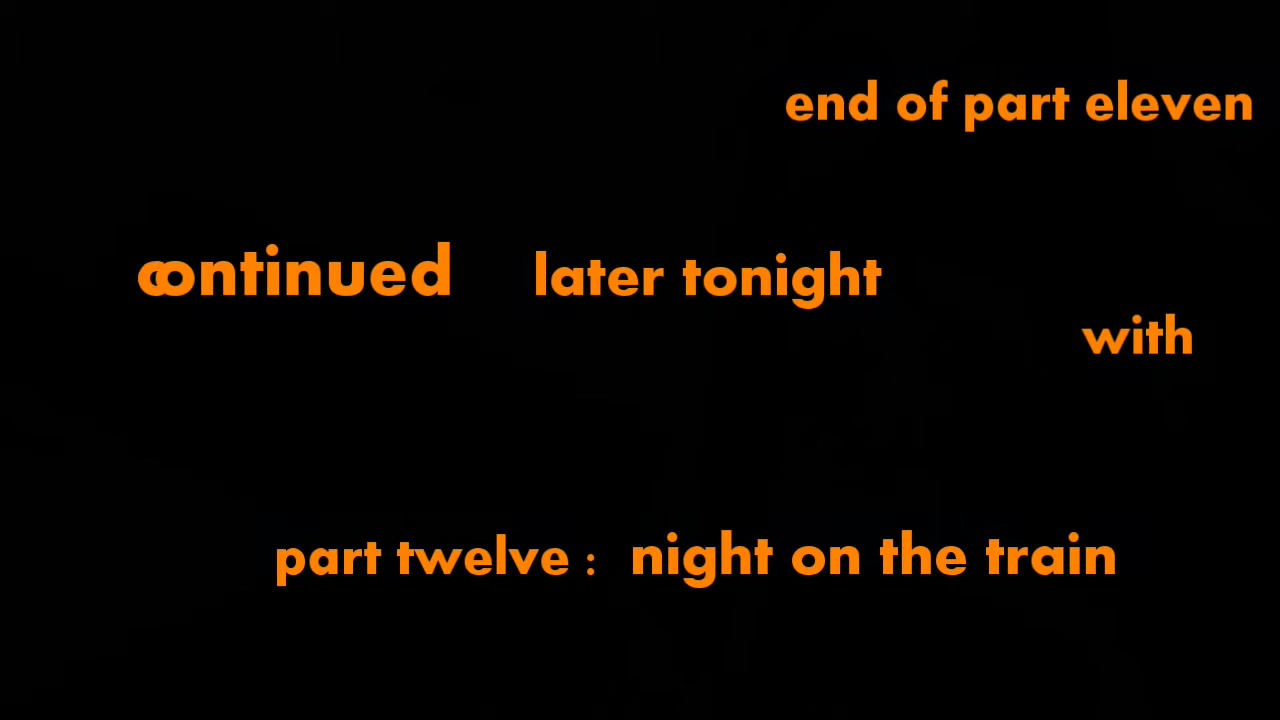 end of part eleven
continued later tonight
with
part twelve : night on the train